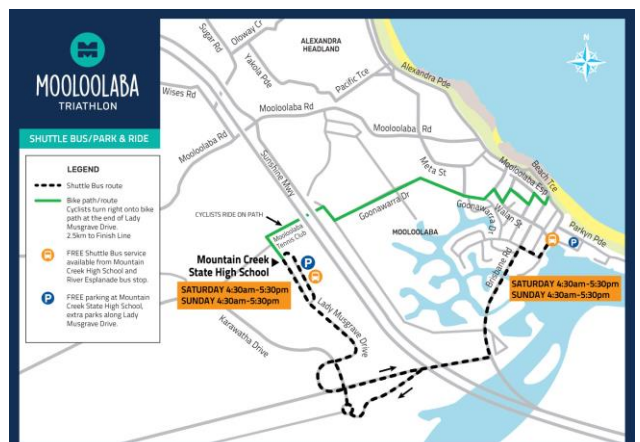 MOOLOOLABA
TRIATHLON
SHUTTLE BUS/PARK & RIDE
LEGEND
Shuttle Bus route
Bike path/route
Cyclists turn right onto bike
path at the end of Lady
Musgrave Drive.
2.5km to Finish Line
FREE Shuttle Bus service
available from Mountain
Creek High School and
River Esplanade bus stop.
P
FREE parking at Mountain
Creek State High School,
extra parks along Lady
Musgrave Drive.
Sugar Rd
Oloway Cr
Yakola Pde
Wises Rd
ALEXANDRA
HEADLAND
Pacific Tce
Alexandra Pde
N
Mooloolaba Rd
Mooloolaba Rd
Mooloolaba Rd
Sunshine Mwy
Meta St
Beach Tce
Mooloolaba Esp
CYCLISTS RIDE ON PATH
Goonawarra Dr
Goonawarra Dr
Walan St
Parkyn Pde
Mooloolaba
Tennis Club
MOOLOOLABA
Brisbane Rd
P
Mountain Creek
State High School
P
SATURDAY 4:30am-5:30pm
SUNDAY 4:30am-5:30pm
SATURDAY 4:30am-5:30pm
SUNDAY 4:30am-5:30pm
Lady Musgrave Drive
Karawatha Drive